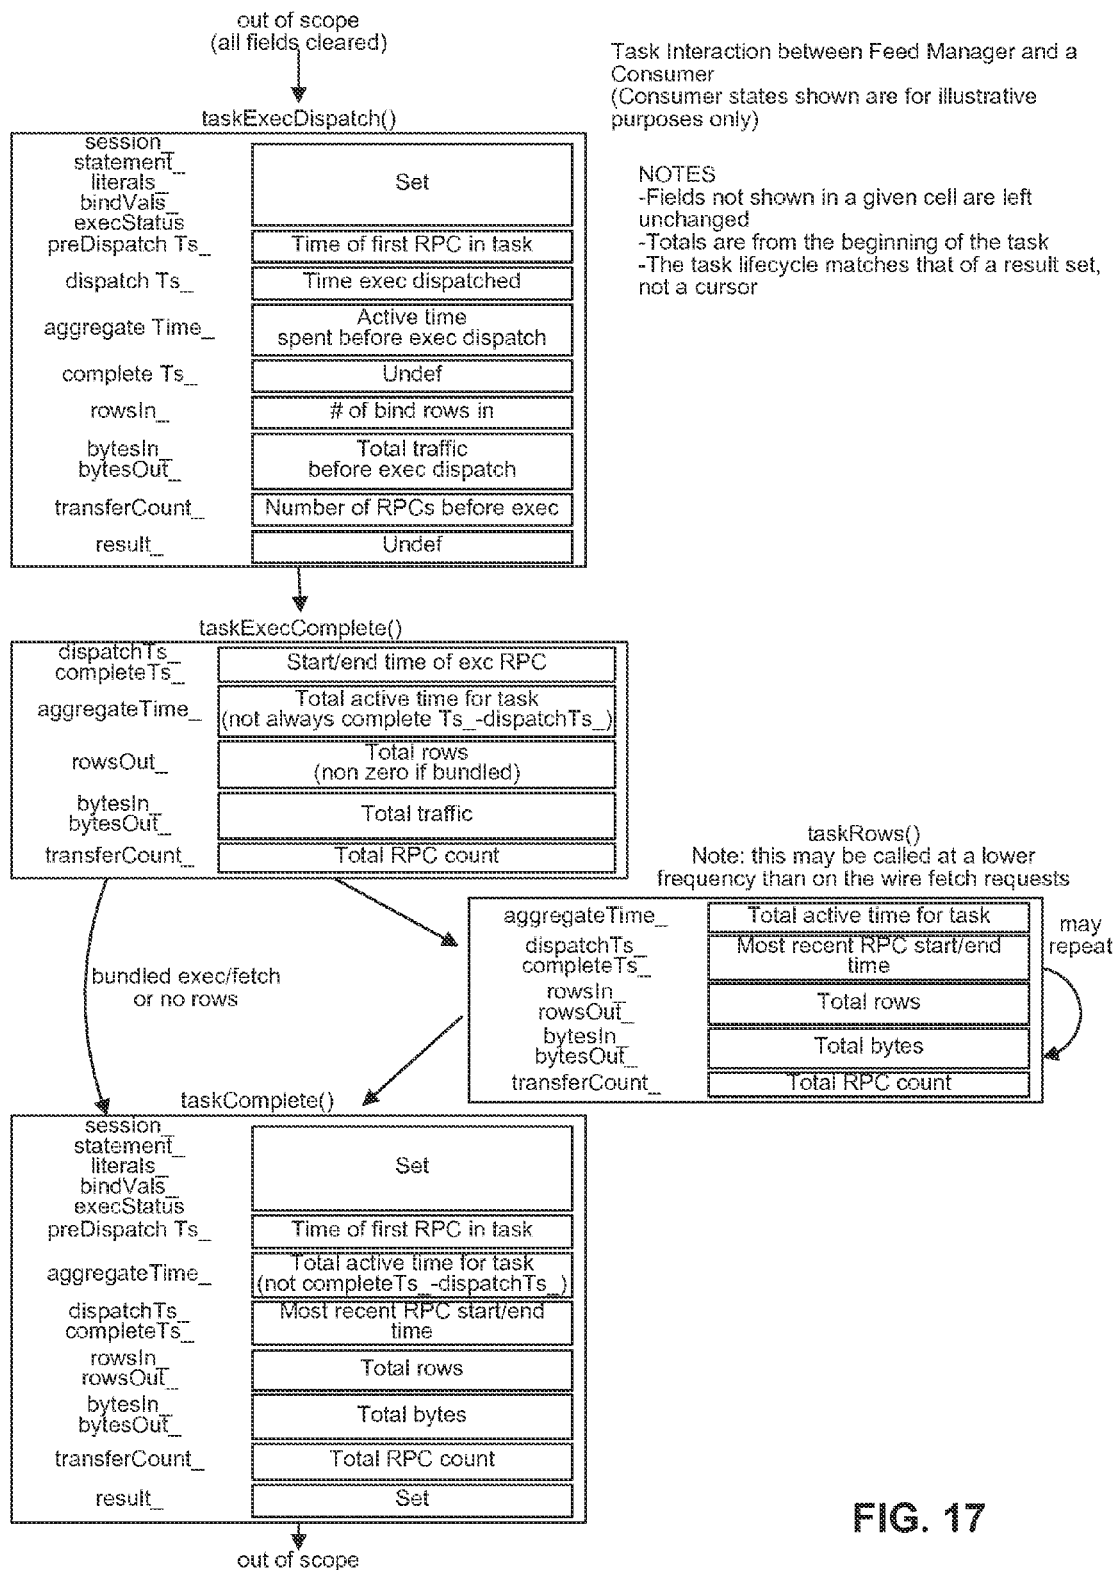 out of scope
(all fields cleared)
Task Interaction between Feed Manager and a
Consumer
(Consumer states shown are for illustrative
purposes only)
NOTES
-Fields not shown in a given cell are left
unchanged
-Totals are from the beginning of the task
-The task lifecycle matches that of a result set,
not a cursor
taskExecDispatch()
session_
statement_
literals_
bindVals_
execStatus
Set
preDispatch Ts_
Time of first RPC in task
dispatch Ts_
Time exec dispatched
aggregate Time_
Active time
spent before exec dispatch
complete Ts_
Undef
rowsIn_
# of bind rows in
bytesIn_
bytesOut_
Total traffic
before exec dispatch
transferCount_
Number of RPCs before exec
result_
Undef
taskExecComplete()
dispatchTs_
completeTs_
Start/end time of exc RPC
aggregateTime_
Total active time for task
(not always complete Ts_-dispatchTs_)
rowsOut_
Total rows
(non zero if bundled)
bytesIn_
bytesOut_
Total traffic
transferCount_
Total RPC count
bundled exec/fetch
or no rows
taskRows()
Note: this may be called at a lower
frequency than on the wire fetch requests
aggregateTime_
Total active time for task
dispatchTs_
completeTs_
Most recent RPC start/end
time
rowsIn_
rowsOut_
Total rows
bytesIn_
bytesOut_
Total bytes
transferCount_
Total RPC count
may
repeat
taskComplete()
session_
statement_
literals_
bindVals_
execStatus
Set
preDispatch Ts_
Time of first RPC in task
aggregateTime_
Total active time for task
(not completeTs_-dispatchTs_)
dispatchTs_
completeTs_
Most recent RPC start/end
time
rowsIn_
rowsOut_
Total rows
bytesIn_
bytesOut_
Total bytes
transferCount_
Total RPC count
result_
Set
out of scope
FIG. 17